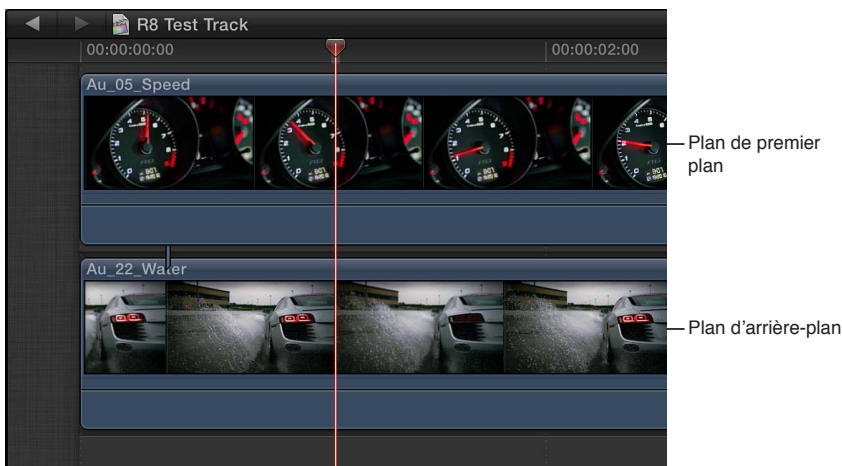 R8 Test Track
00:00:00:00
00:00:02:00
Au_05_Speed
Plan de premier
plan
Au_22_Water
Plan d'arrière-plan